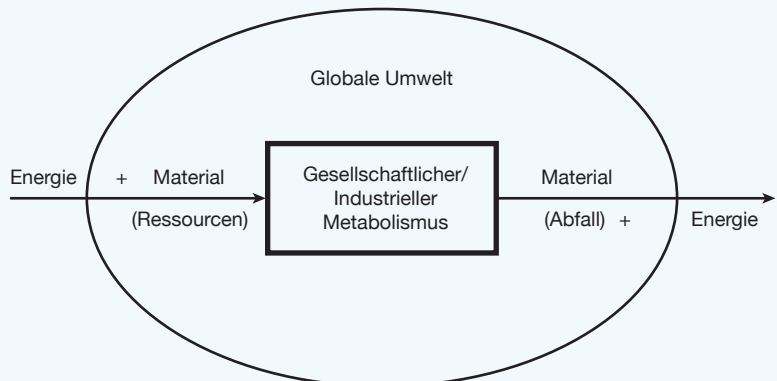 Globale Umwelt
Energie + Material
(Ressourcen)
Gesellschaftlicher/
Industrieller
Metabolismus
Material
(Abfall) + Energie